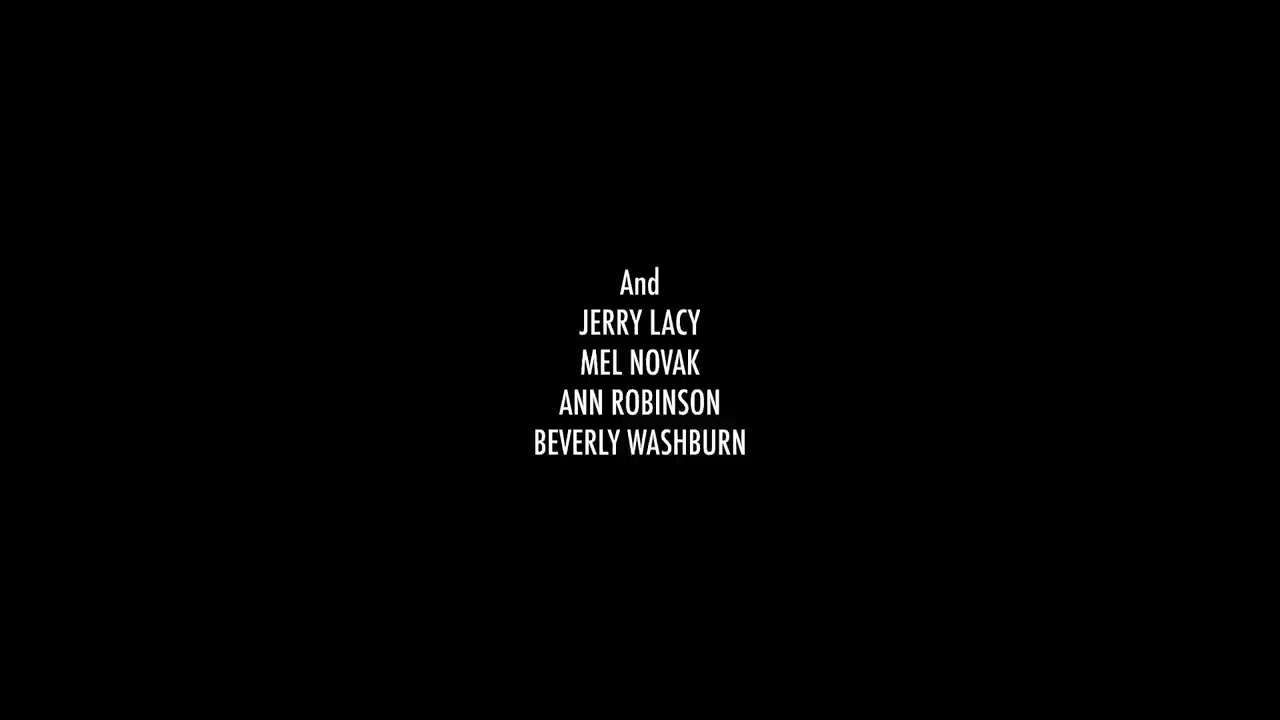 And
JERRY LACY
MEL NOVAK
ANN ROBINSON
BEVERLY WASHBURN